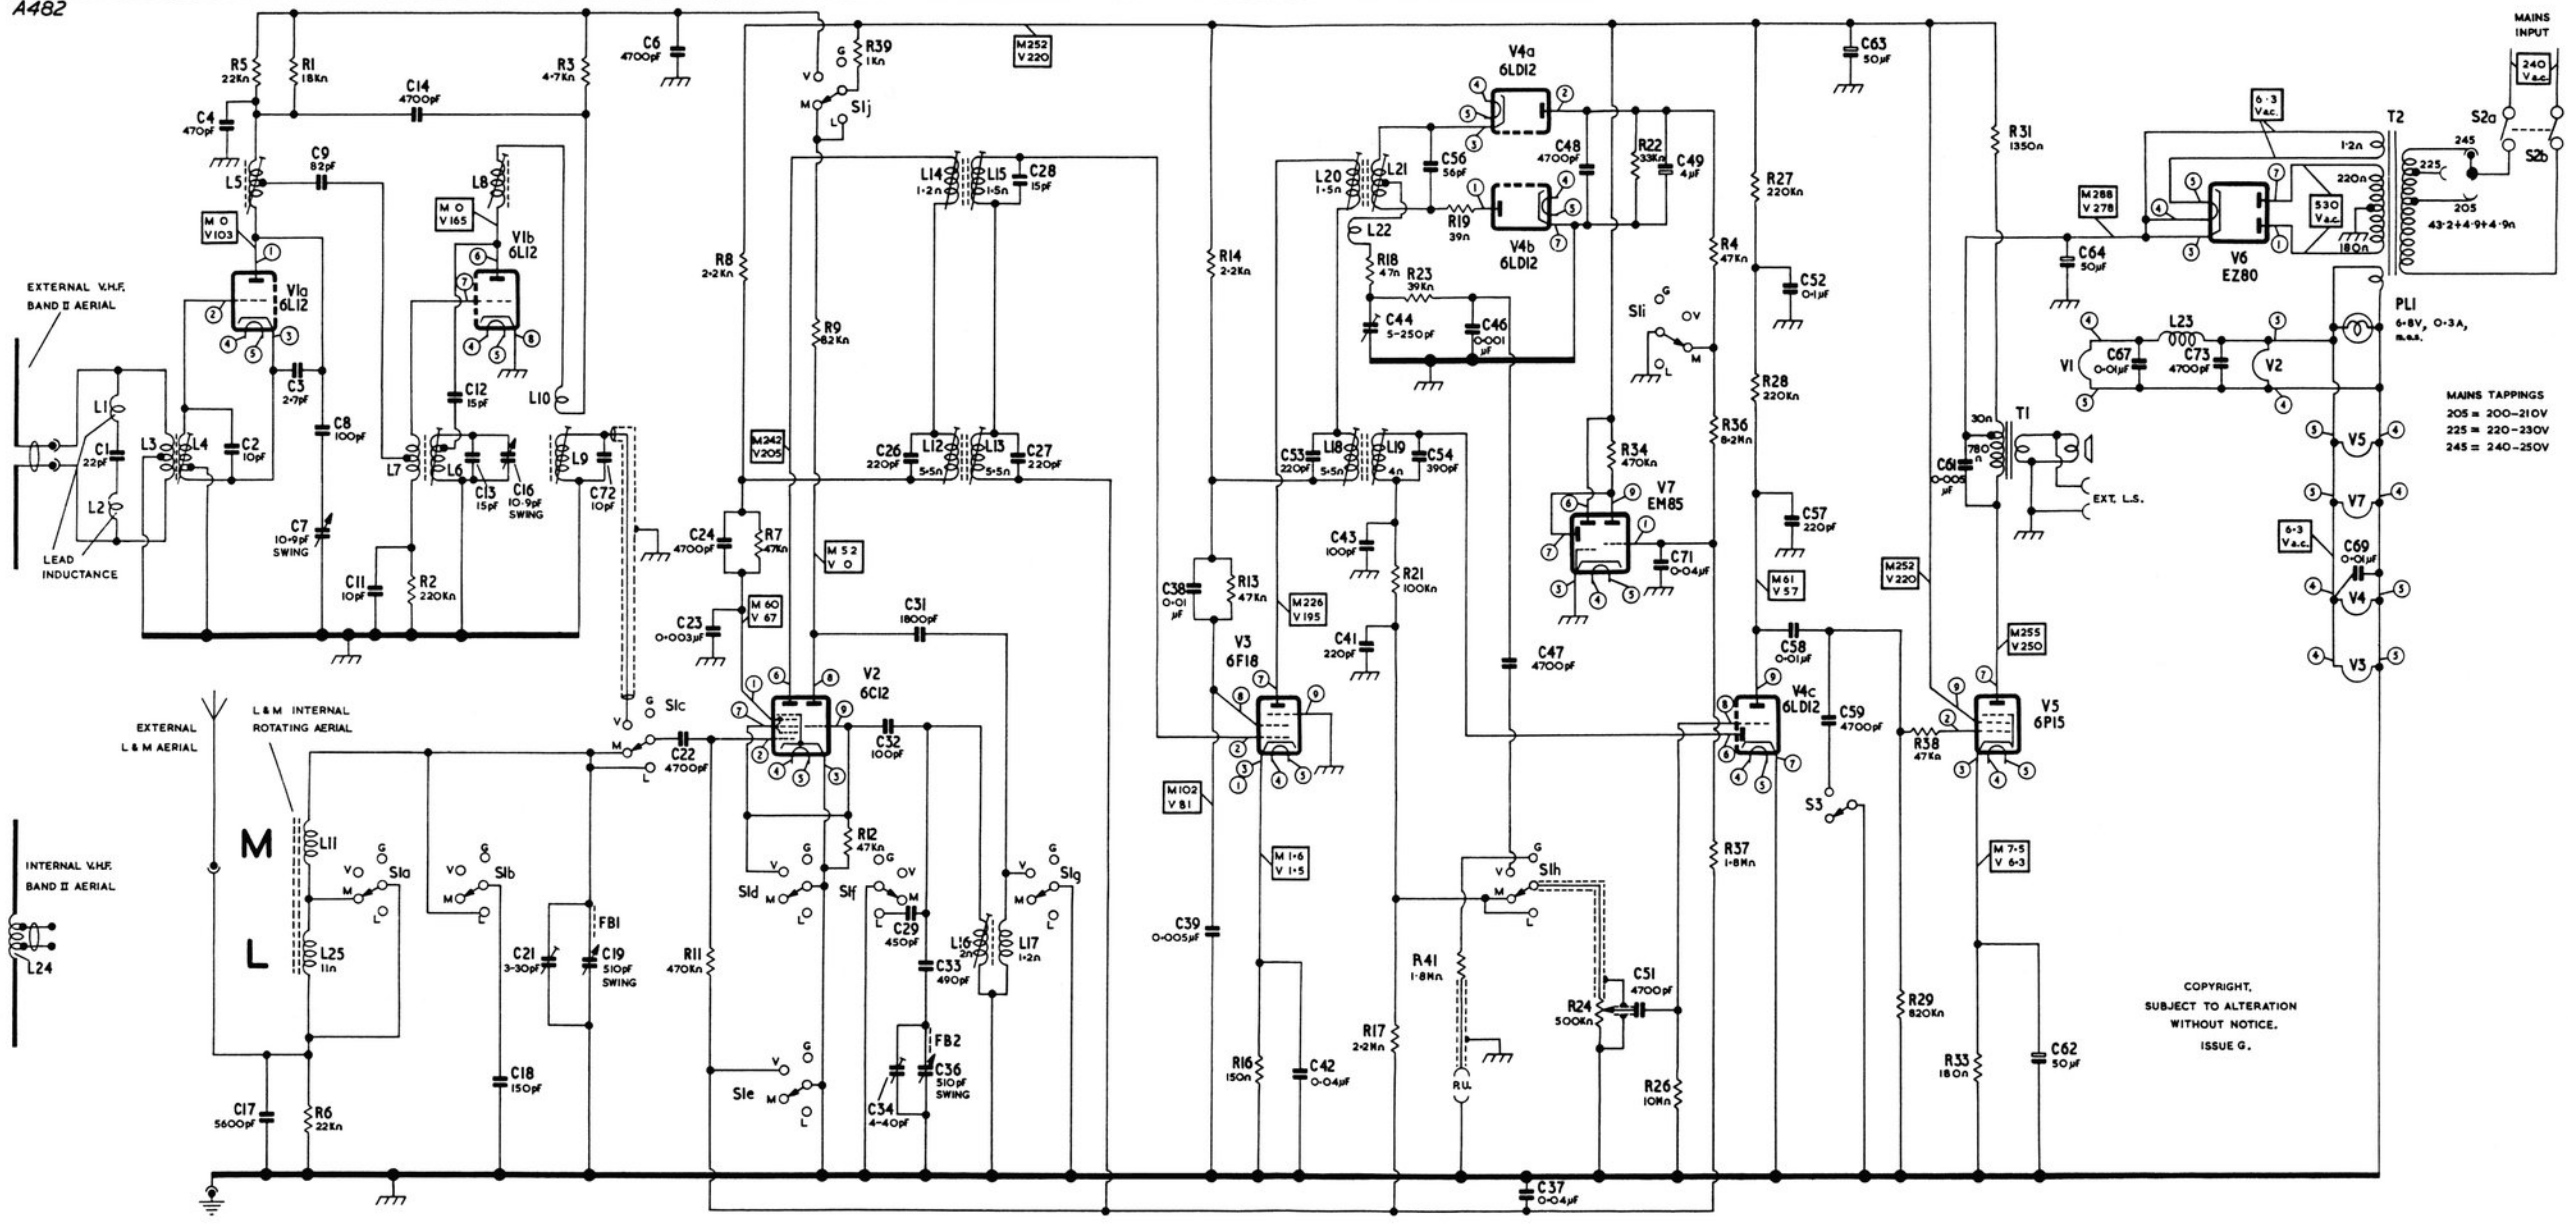 A482
R5
22Kn
R1
18Kn
C14
4700pF
R3
4·7Kn
C6
4700pF
C4
470pF
L5
C9
82pF
L8
M 0
V103
M 0
V165
V1a
6L12
V1b
6L12
EXTERNAL V.H.F.
BAND II AERIAL
L1
C1
22pF
L2
L3
L4
C2
10pF
C3
2·7pF
C8
100pF
C7
10·9pF
SWING
LEAD
INDUCTANCE
C12
15pF
L10
L7
L6
C13
15pF
C16
10·9pF
SWING
L9
C72
10pF
C11
10pF
R2
220Kn
EXTERNAL
L & M AERIAL
L & M INTERNAL
ROTATING AERIAL
INTERNAL V.H.F.
BAND II AERIAL
L24
M
L
L11
L25
11n
S1a
V
G
M
L
S1b
V
G
M
L
C17
5600pF
R6
22Kn
C18
150pF
C21
3-30pF
FB1
C19
510pF
SWING
S1c
V
G
M
L
C22
4700pF
R11
470Kn
R39
1Kn
G
V
M
L
S1j
M252
V220
R8
2·2Kn
R9
82Kn
L14
1·2n
L15
1·5n
C28
15pF
M242
V205
C26
220pF
L12
5·5n
L13
5·5n
C27
220pF
C24
4700pF
R7
47Kn
M 52
V 0
C23
0·003µF
M 60
V 67
C31
1800pF
V2
6C12
C32
100pF
R12
47Kn
S1d
V
G
M
L
S1f
G
V
M
L
C29
450pF
C33
490pF
L16
2n
L17
1·2n
S1g
V
G
M
L
S1e
V
G
M
L
C34
4-40pF
FB2
C36
510pF
SWING
R14
2·2Kn
C38
0·01
µF
R13
47Kn
M226
V195
V3
6F18
M102
V 81
M 1·6
V 1·5
C39
0·005µF
R16
150n
C42
0·04µF
V4a
6LD12
L20
1·5n
L21
C56
56pF
R19
39n
V4b
6LD12
C48
4700pF
R22
33Kn
C49
4µF
L22
R18
47n
R23
39Kn
C44
5-250pF
C46
0·001
µF
C53
220pF
L18
5·5n
L19
4n
C54
390pF
C43
100pF
R21
100Kn
C41
220pF
C47
4700pF
S1i
G
V
M
L
R34
470Kn
V7
EM85
C71
0·04µF
R4
47Kn
R36
8·2Mn
R37
1·8Mn
S1h
G
V
M
L
R41
1·8Mn
P.U.
R17
2·2Mn
R24
500Kn
C51
4700pF
R26
10Mn
C37
0·04µF
C63
50µF
R27
220Kn
C52
0·1µF
R28
220Kn
C57
220pF
M61
V 57
C58
0·01µF
V4c
6LD12
C59
4700pF
S3
R38
47Kn
R29
820Kn
R31
1350n
M252
V220
M255
V250
V5
6P15
M 7·5
V 6·3
R33
180n
C62
50µF
C61
0·005
µF
30n
780
n
T1
EXT. L.S.
M288
V278
C64
50µF
V6
EZ80
6·3
V a.c.
1·2n
220n
530
V a.c.
180n
T2
S2a
S2b
MAINS
INPUT
240
V a.c.
245
225
205
43·2+4·9+4·9n
PL1
6·8V, 0·3A,
m.e.s.
V1
C67
0·01µF
L23
C73
4700pF
V2
V5
V7
6·3
V a.c.
C69
0·01µF
V4
V3
MAINS TAPPINGS
205 = 200-210V
225 = 220-230V
245 = 240-250V
COPYRIGHT,
SUBJECT TO ALTERATION
WITHOUT NOTICE.
ISSUE G.